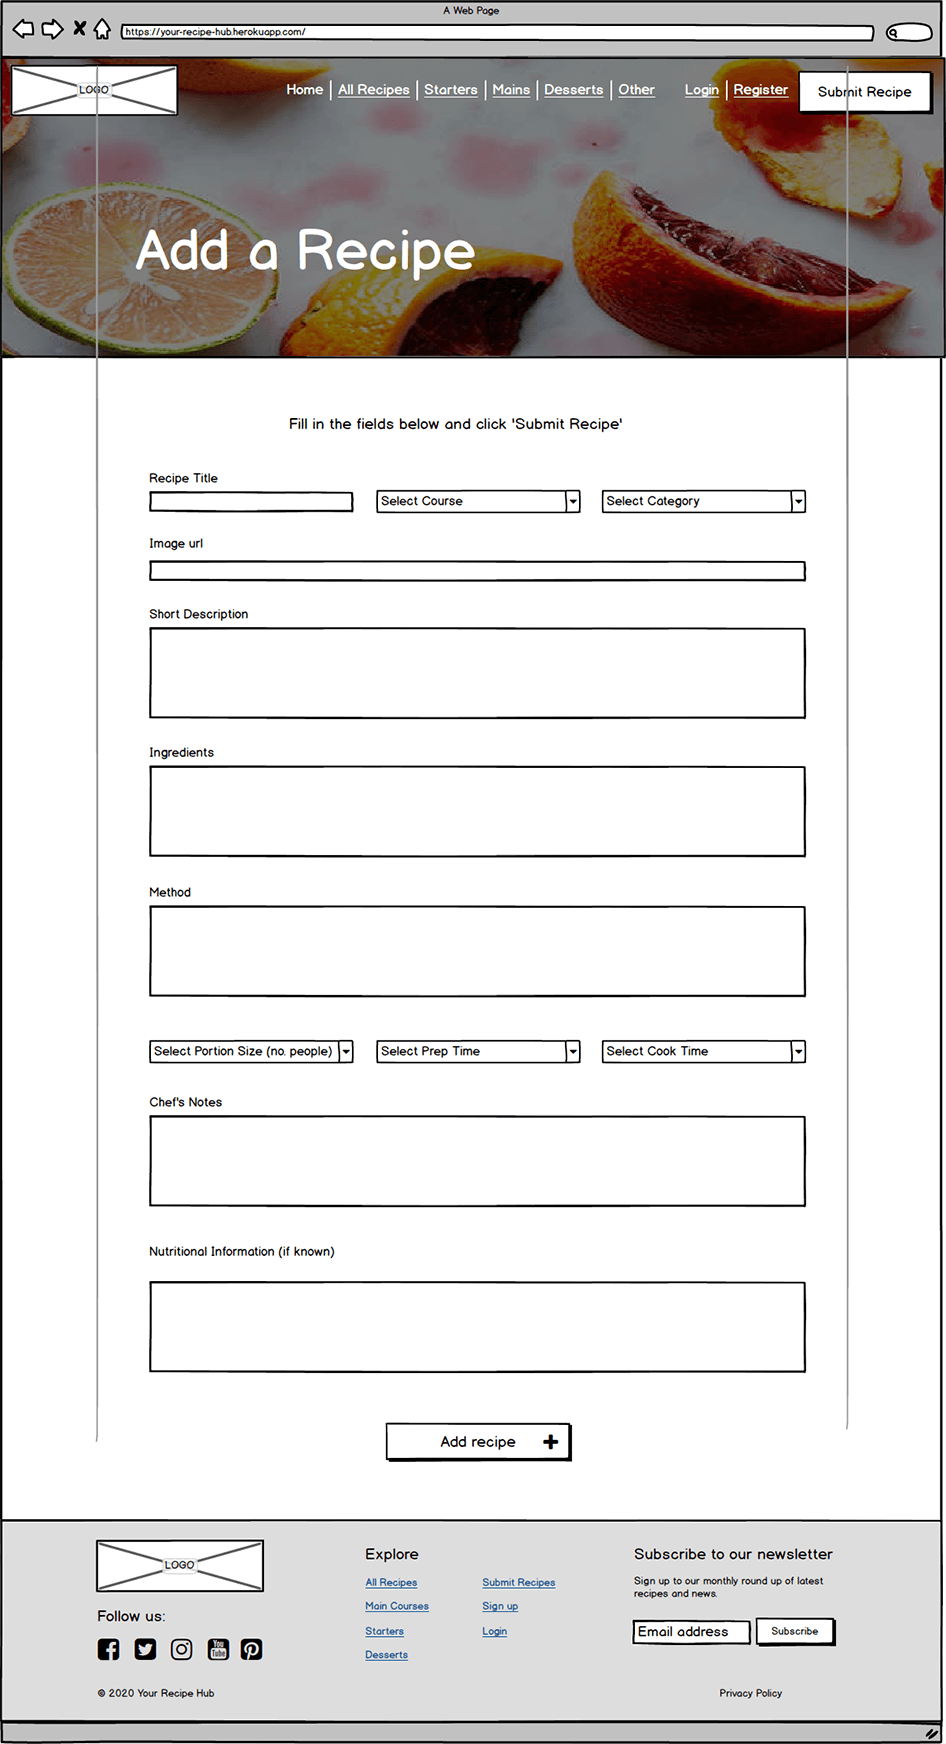 A Web Page
https://your-recipe-hub.herokuapp.com/
LOGO
Home All Recipes Starters Mains Desserts Other Login Register Submit Recipe
Add a Recipe
Fill in the fields below and click 'Submit Recipe'
Recipe Title
Select Course
Select Category
Image url
Short Description
Ingredients
Method
Select Portion Size (no. people)
Select Prep Time
Select Cook Time
Chef's Notes
Nutritional Information (if known)
Add recipe
LOGO
Follow us:
You
Tube
© 2020 Your Recipe Hub
Explore
All Recipes
Main Courses
Starters
Desserts
Submit Recipes
Sign up
Login
Subscribe to our newsletter
Sign up to our monthly round up of latest
recipes and news.
Email address
Subscribe
Privacy Policy